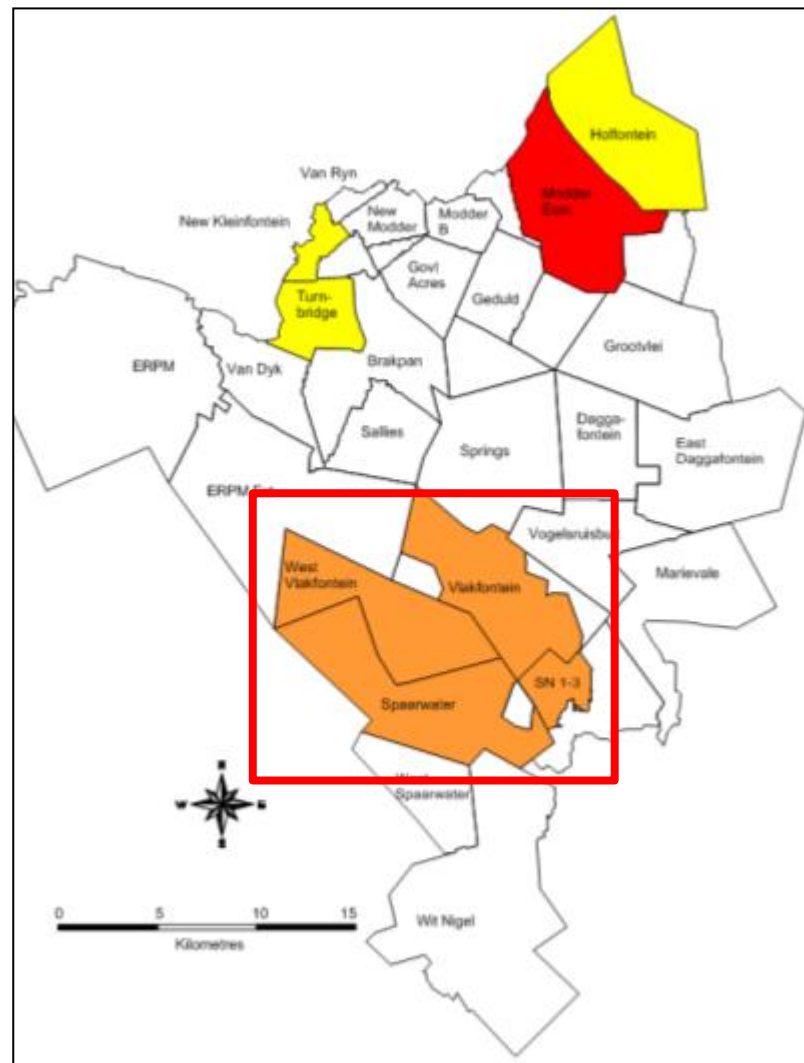 Holfontein
Modder
East
Van Ryn
New
Modder
Modder
B
New Kleinfontein
Govt
Acres
Geduld
Turn-
bridge
Grootvlei
ERPM
Van Dyk
Brakpan
Sallies
Springs
Dagga-
fontein
East
Daggafontein
ERPM Ext
Vogelsruisbult
West
Vlakfontein
Vlakfontein
Marievale
SN 1-3
Spaarwater
West
Spaarwater
N
W E
S
Wit Nigel
0 5 10 15
Kilometres